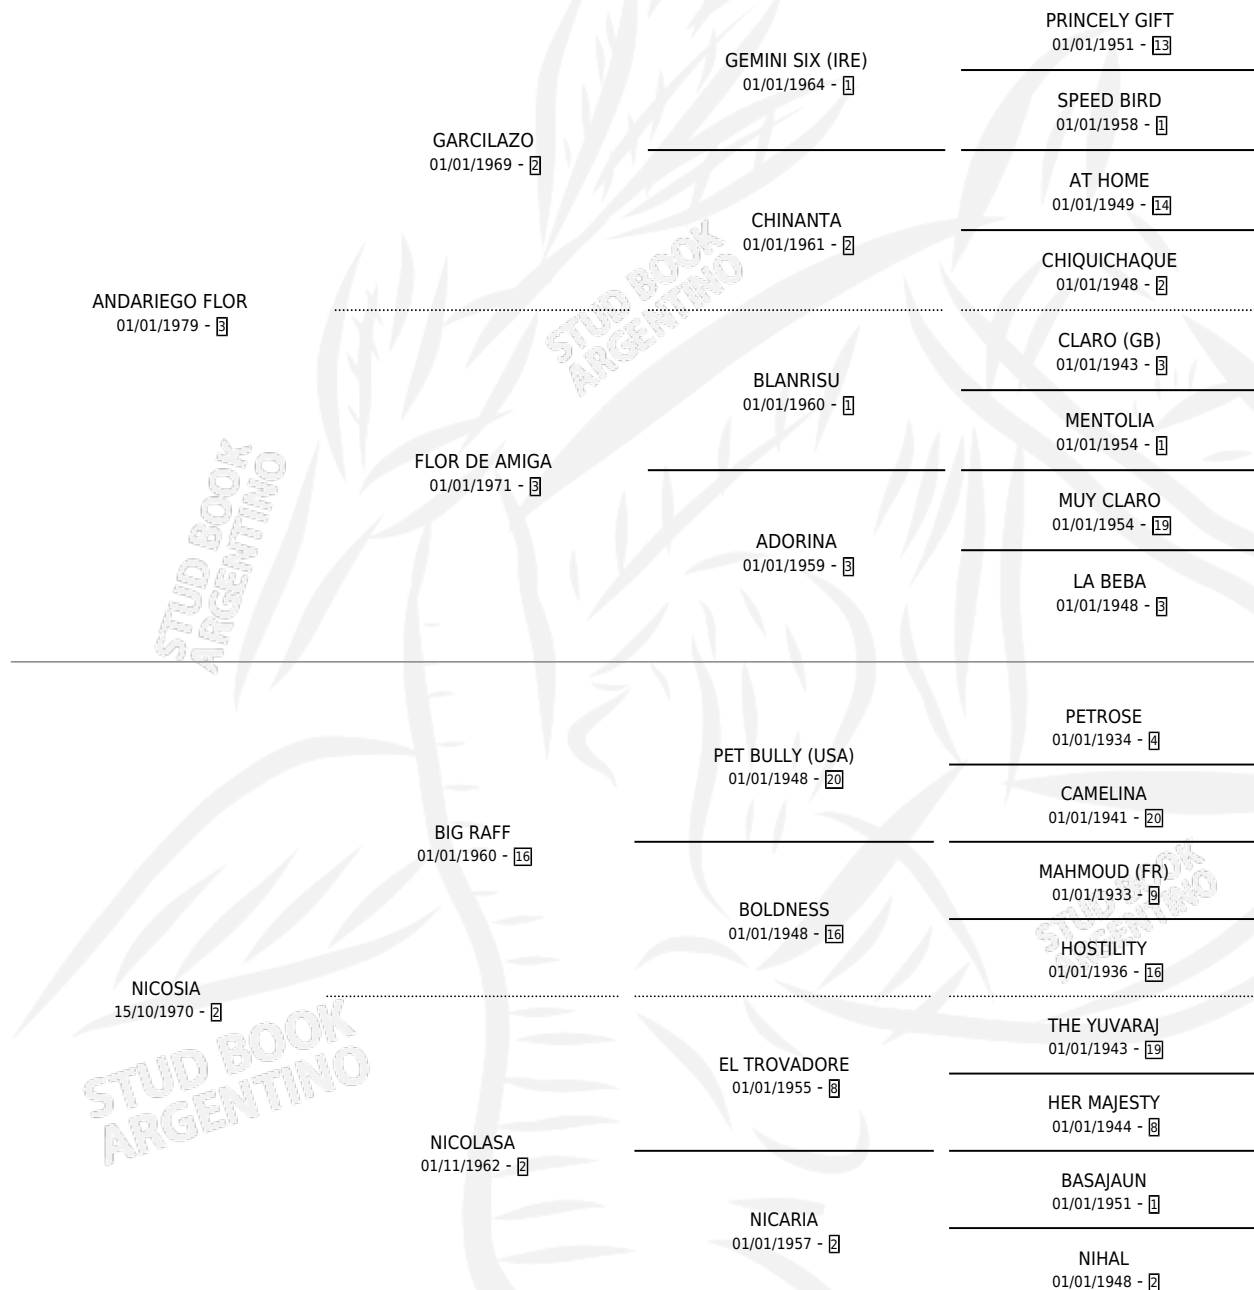 PRINCELY GIFT
01/01/1951 - 13
GEMINI SIX (IRE)
01/01/1964 - 1
SPEED BIRD
01/01/1958 - 1
GARCILAZO
01/01/1969 - 2
AT HOME
01/01/1949 - 14
CHINANTA
01/01/1961 - 2
CHIQUICHAQUE
01/01/1948 - 2
ANDARIEGO FLOR
01/01/1979 - 3
STUD BOOK
ARGENTINO
CLARO (GB)
01/01/1943 - 3
BLANRISU
01/01/1960 - 1
MENTOLIA
01/01/1954 - 1
FLOR DE AMIGA
01/01/1971 - 3
MUY CLARO
01/01/1954 - 19
ADORINA
01/01/1959 - 3
LA BEBA
01/01/1948 - 3
STUD BOOK
ARGENTINO
PETROSE
01/01/1934 - 4
PET BULLY (USA)
01/01/1948 - 20
CAMELINA
01/01/1941 - 20
BIG RAFF
01/01/1960 - 16
MAHMOUD (FR)
01/01/1933 - 9
BOLDNESS
01/01/1948 - 16
HOSTILITY
01/01/1936 - 16
STUD BOOK
ARGENTINO
NICOSIA
15/10/1970 - 2
THE YUVARAJ
01/01/1943 - 19
EL TROVADORE
01/01/1955 - 8
HER MAJESTY
01/01/1944 - 8
STUD BOOK
ARGENTINO
NICOLASA
01/11/1962 - 2
BASAJAUN
01/01/1951 - 1
NICARIA
01/01/1957 - 2
NIHAL
01/01/1948 - 2